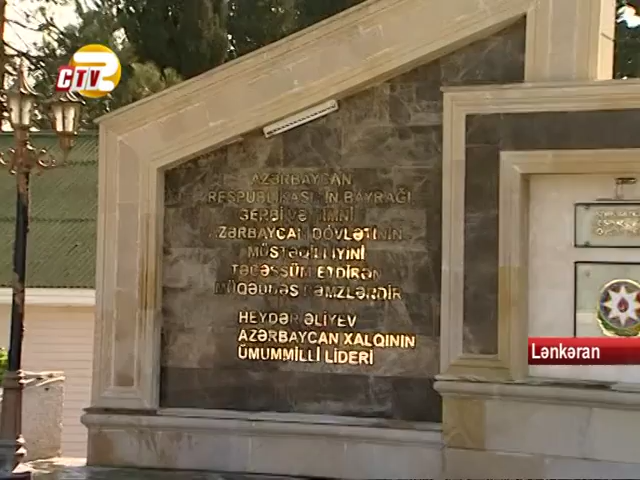 CTV
AZƏRBAYCAN
RESPUBLİKASININ BAYRAĞI
GERBİ VƏ HİMNİ
AZƏRBAYCAN DÖVLƏTİNİN
MÜSTƏQİLLİYİNİ
TƏCƏSSÜM ETDİRƏN
MÜQƏDDƏS RƏMZLƏRDİR
HEYDƏR ƏLİYEV
AZƏRBAYCAN XALQININ
ÜMUMMİLLİ LİDERİ
Lənkəran